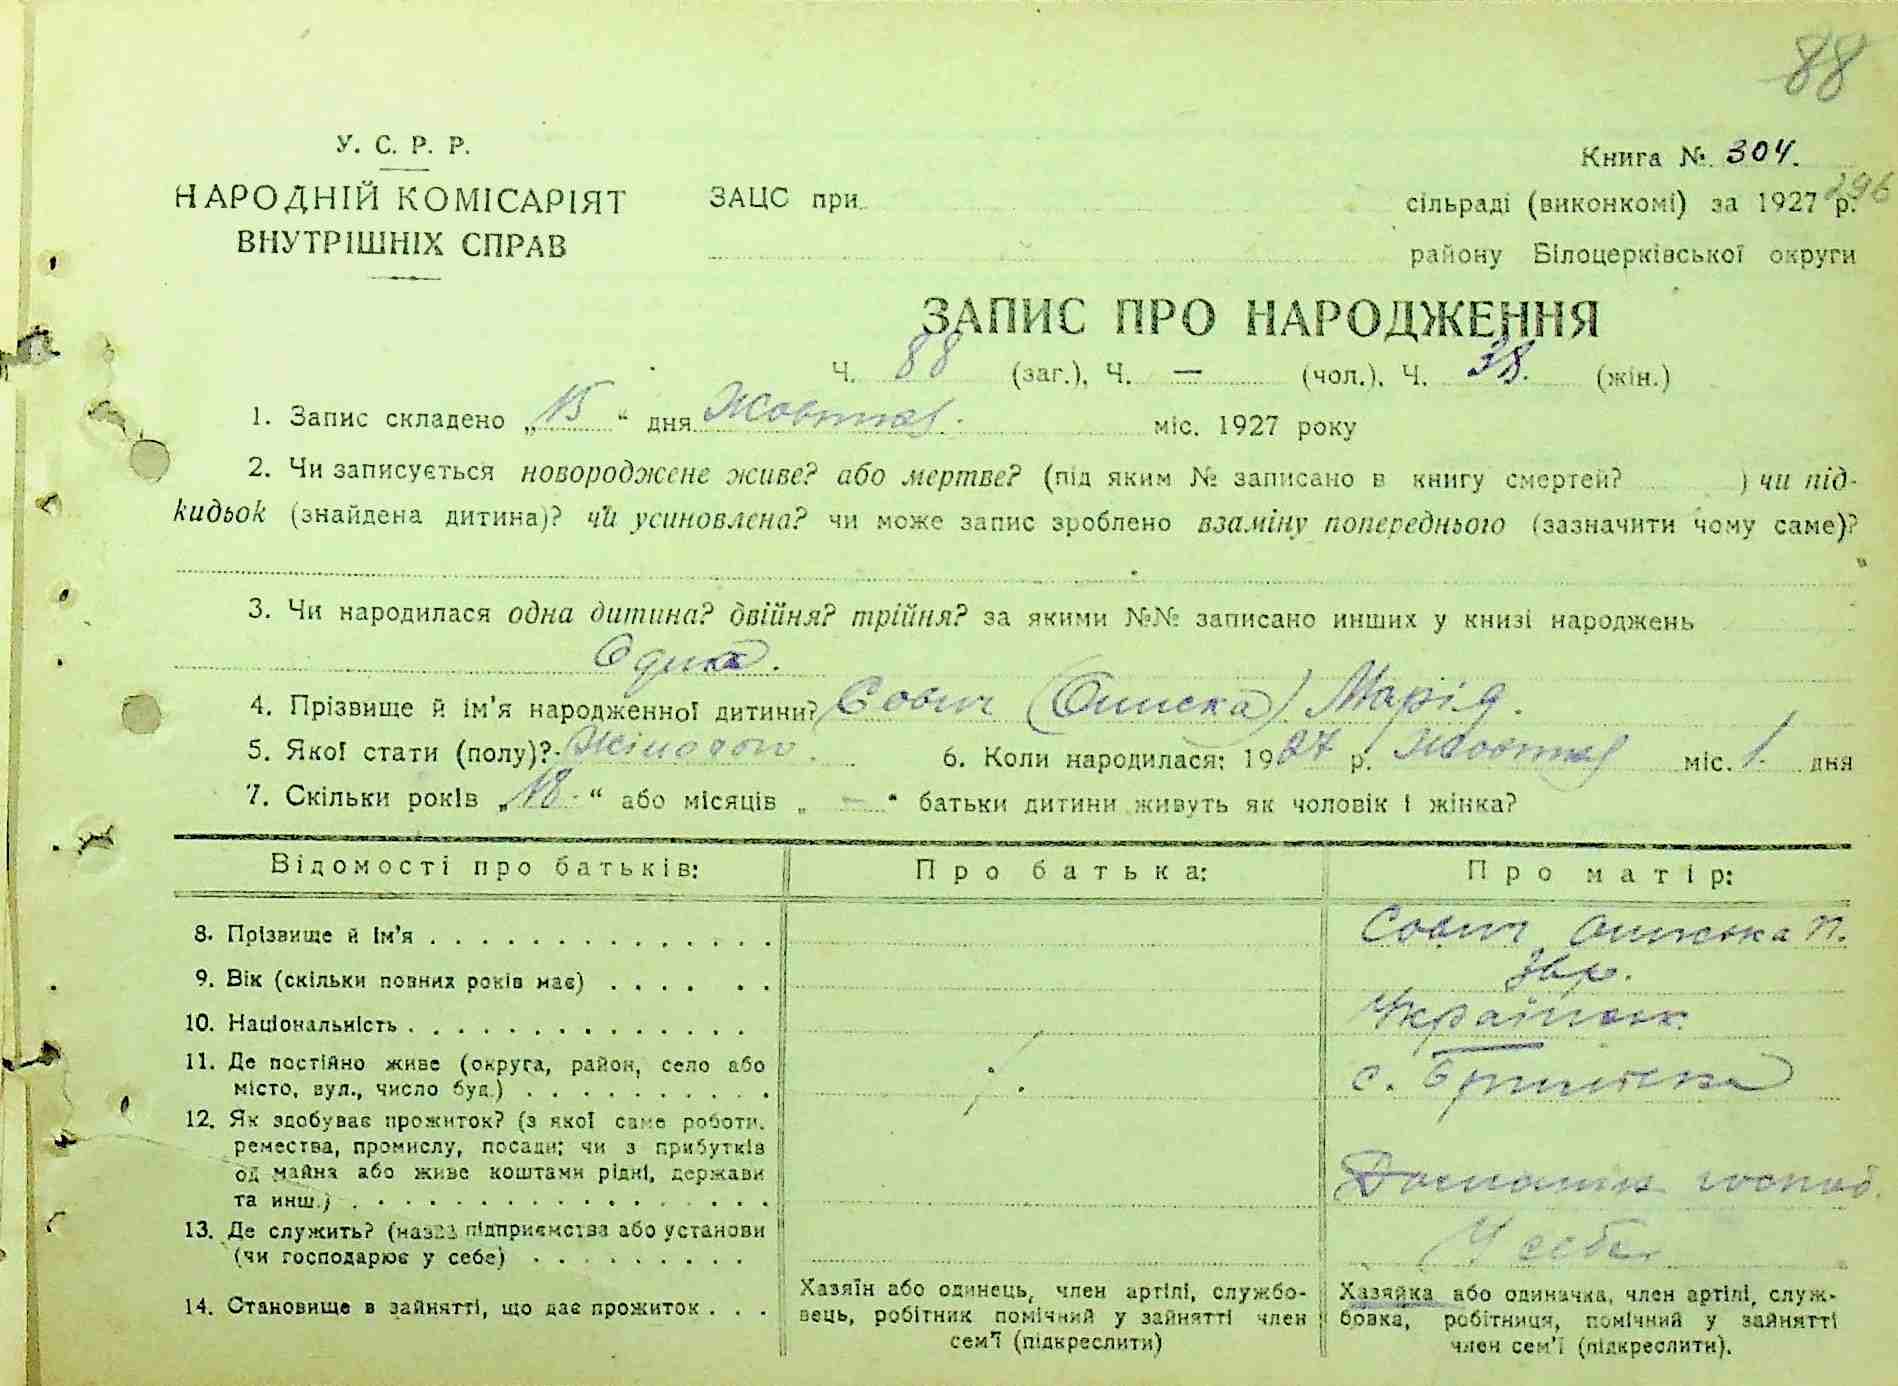 88
У. С. Р. Р.
НАРОДНІЙ КОМІСАРІЯТ
ВНУТРІШНІХ СПРАВ
Книга №. 304.
296
ЗАЦС при сільраді (виконкомі) за 1927 р.
району Білоцерківської округи
ЗАПИС ПРО НАРОДЖЕННЯ
Ч. 88 (заг.), Ч. — (чол.), Ч. 38. (жін.)
1. Запис складено „15“ дня Жовтня. міс. 1927 року
2. Чи записується новороджене живе? або мертве? (під яким № записано в книгу смертей? ) чи під-
кидьок (знайдена дитина)? чи усиновлена? чи може запис зроблено взаміну попереднього (зазначити чому саме)?
3. Чи народилася одна дитина? двійня? трійня? за якими №№ записано инших у книзі народжень
Одна.
4. Прізвище й ім'я народженної дитини? Марія.
5. Якої стати (полу)? Жіночого. 6. Коли народилася: 1927 р. Жовтня міс. 1. дня
7. Скільки років „18.“ або місяців „ — “ батьки дитини живуть як чоловік і жінка?
Відомості про батьків: Про батька: Про матір:
8. Прізвище й ім'я
9. Вік (скільки повних років має)
10. Національність Українськ.
11. Де постійно живе (округа, район, село або
місто, вул., число буд.) с.
12. Як здобуває прожиток? (з якої саме роботи.
ремества, промислу, посади; чи з прибутків
од майна або живе коштами рідні, держави
та инш.) господ.
13. Де служить? (назва підприємства або установи
(чи господарює у себе) У себе
14. Становище в зайнятті, що дає прожиток
Хазяїн або одинець, член артілі, службо-
вець, робітник помічний у зайнятті член
сем'ї (підкреслити)
Хазяйка або одиначка, член артілі, служ-
бовка, робітниця, помічний у зайнятті
член сем'ї (підкреслити).